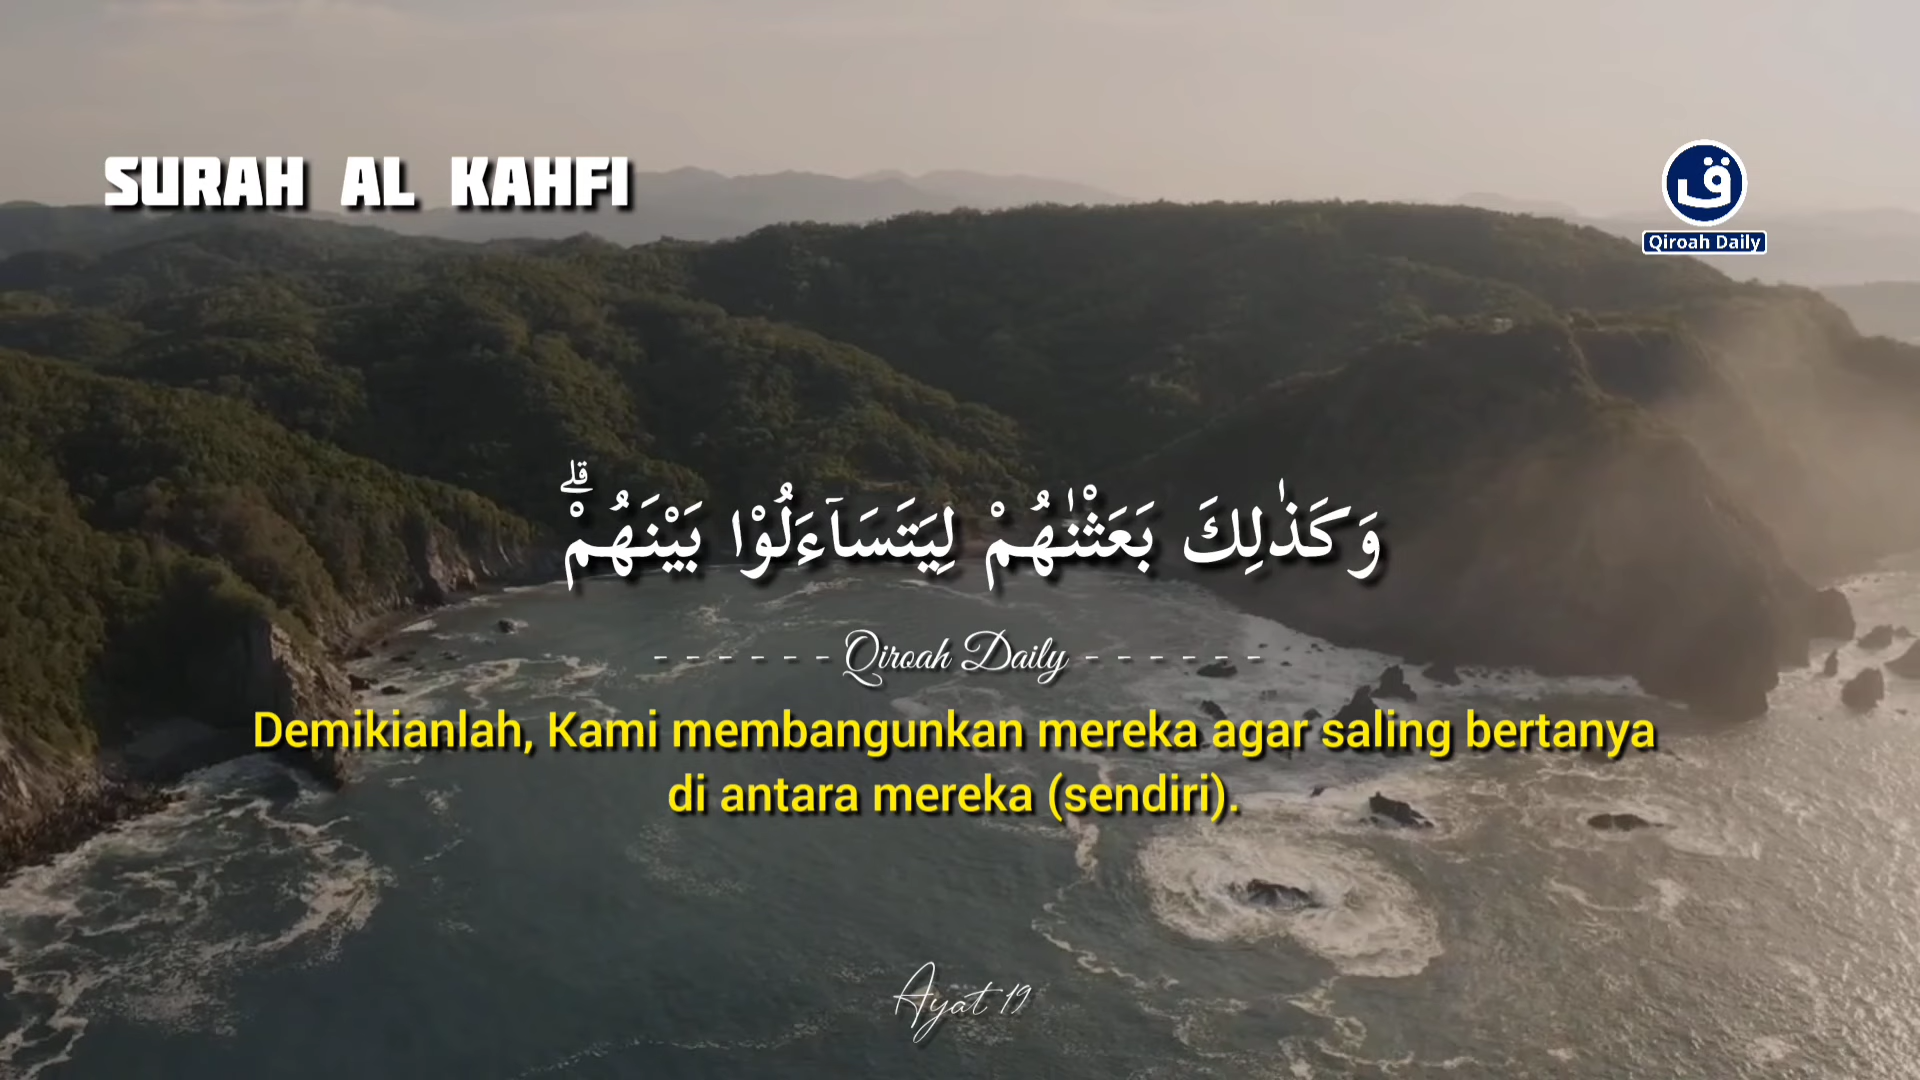 SURAH AL KAHFI
ق
Qiroah Daily
وَكَذٰلِكَ بَعَثْنٰهُمْ لِيَتَسَاۤءَلُوْا بَيْنَهُمْۗ
- - - - - - Qiroah Daily - - - - - -
Demikianlah, Kami membangunkan mereka agar saling bertanya
di antara mereka (sendiri).
Ayat 19